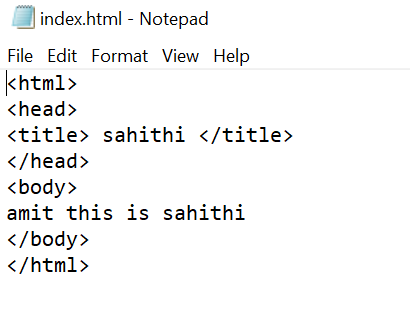 index.html - Notepad
File Edit Format View Help
<html>
<head>
<title> sahithi </title>
</head>
<body>
amit this is sahithi
</body>
</html>